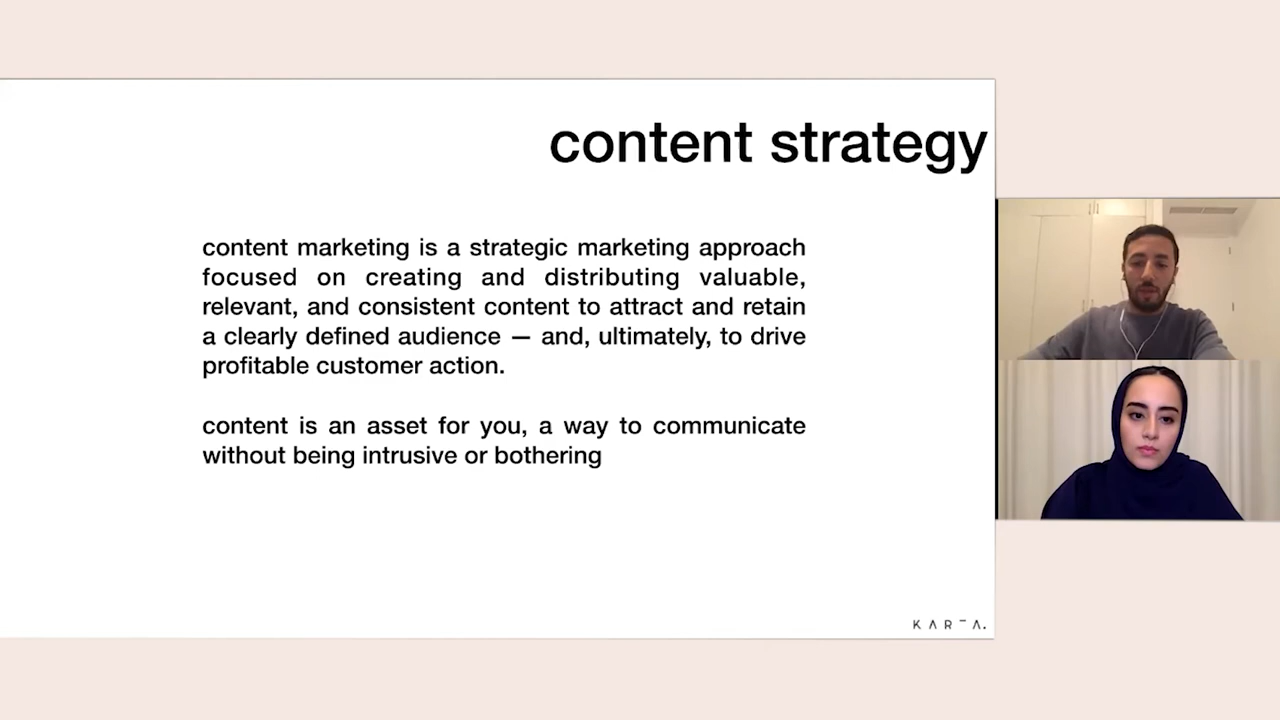 content strategy
content marketing is a strategic marketing approach
focused on creating and distributing valuable,
relevant, and consistent content to attract and retain
a clearly defined audience — and, ultimately, to drive
profitable customer action.
content is an asset for you, a way to communicate
without being intrusive or bothering
KARTA.